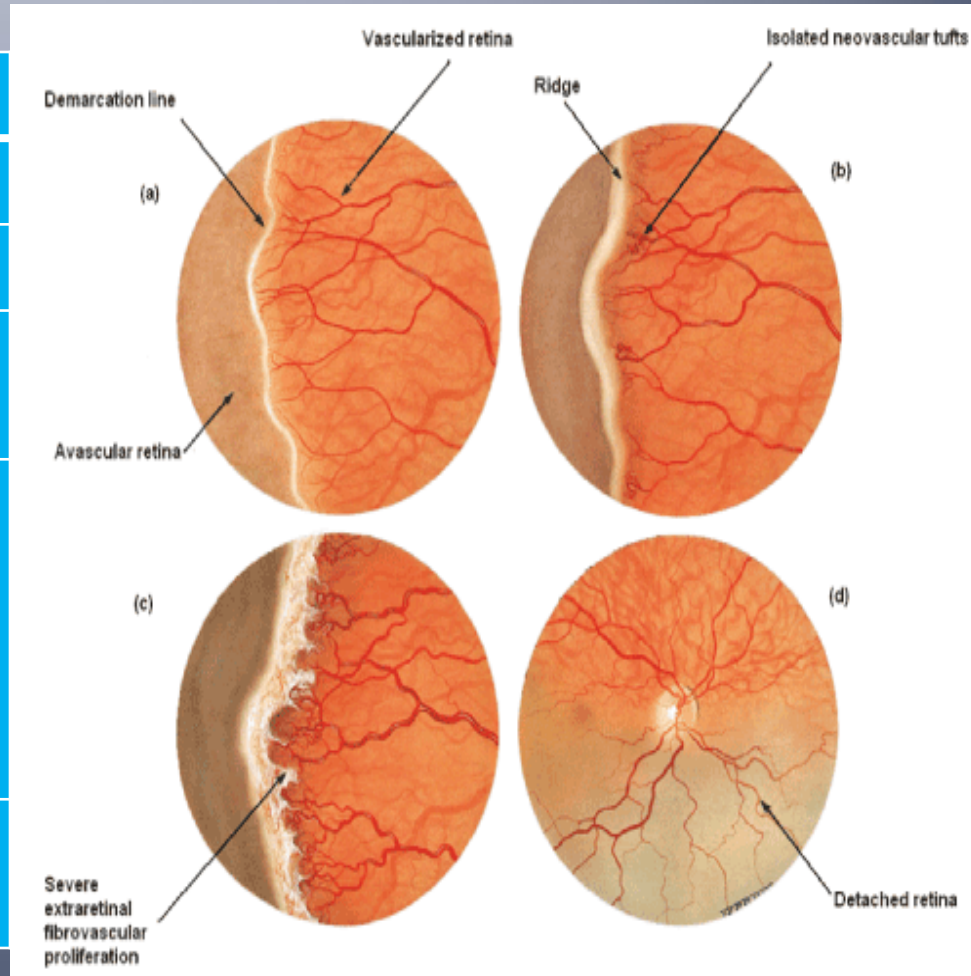 Vascularized retina
Isolated neovascular tufts
Demarcation line
Ridge
(a)
(b)
Avascular retina
(c)
(d)
Severe
extraretinal
fibrovascular
proliferation
Detached retina